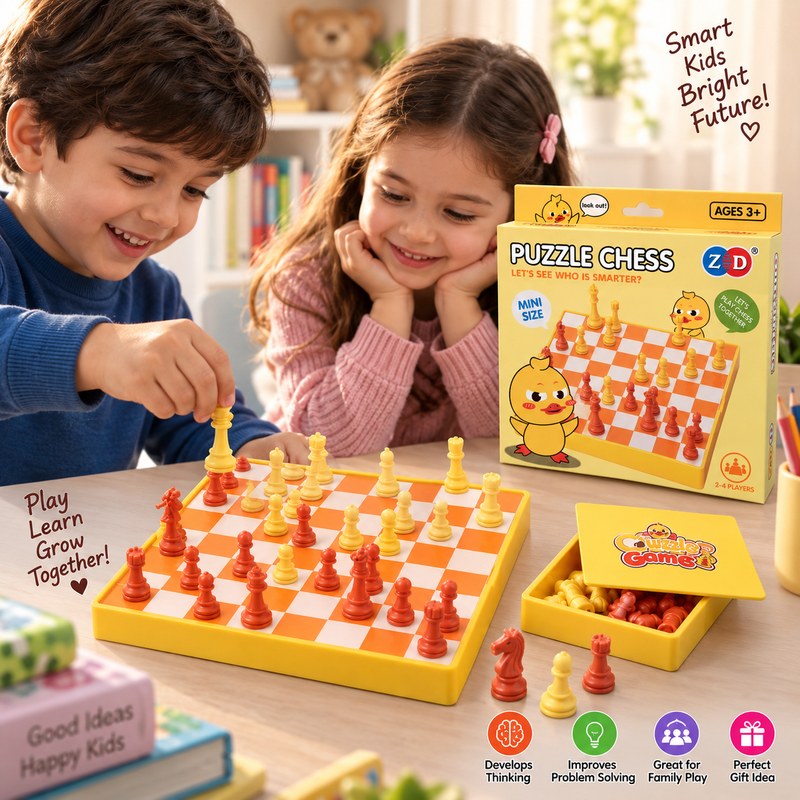 Smart
Kids
Bright
Future!
look out!
AGES 3+
PUZZLE CHESS
ZD®
LET'S SEE WHO IS SMARTER?
MINI
SIZE
LET'S
PLAY CHESS
TOGETHER
2-4 PLAYERS
Play
Learn
Grow
Together!
Game
Good Ideas
Happy Kids
Develops
Thinking
Improves
Problem Solving
Great for
Family Play
Perfect
Gift Idea